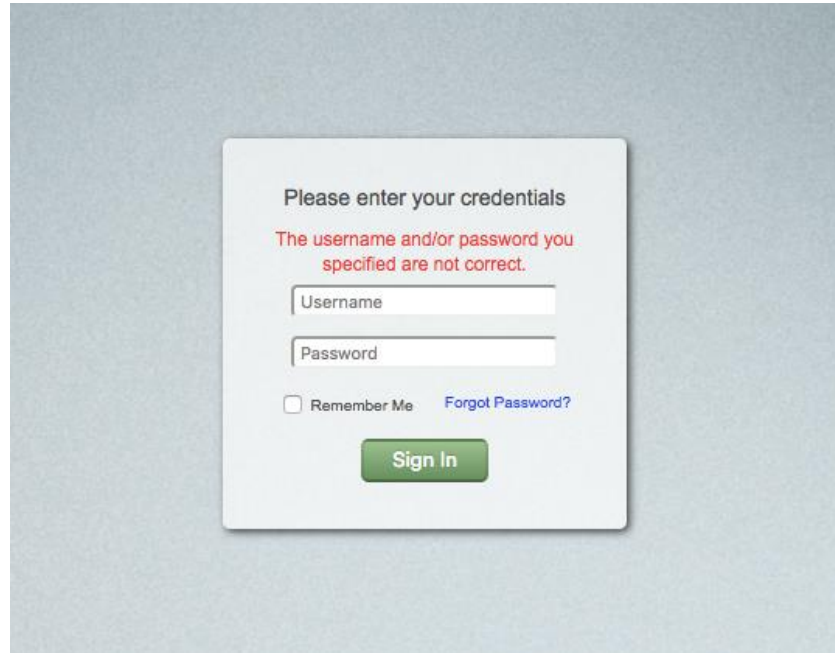 Please enter your credentials
The username and/or password you
specified are not correct.
Username
Password
Remember Me Forgot Password?
Sign In